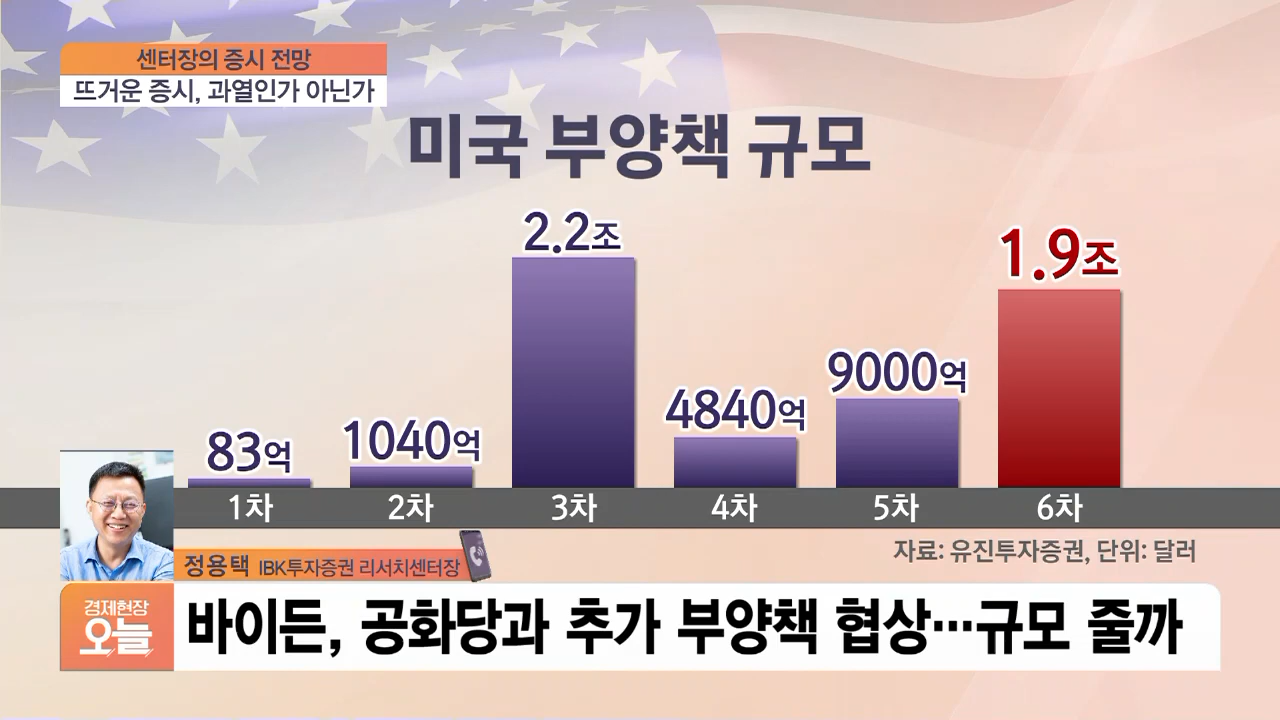 센터장의 증시 전망
뜨거운 증시, 과열인가 아닌가
미국 부양책 규모
83억
1040억
2.2조
4840억
9000억
1.9조
1차
2차
3차
4차
5차
6차
자료: 유진투자증권, 단위: 달러
정용택 IBK투자증권 리서치센터장
경제현장
오늘
바이든, 공화당과 추가 부양책 협상…규모 줄까